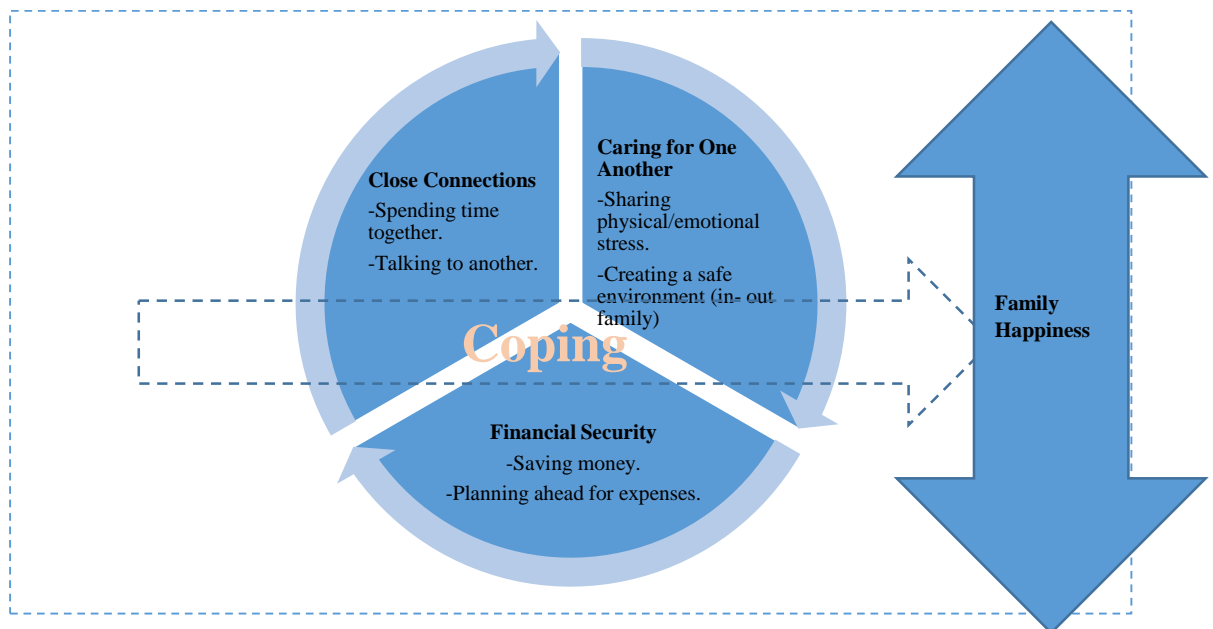 Close Connections
-Spending time
together.
-Talking to another.
Caring for One
Another
-Sharing
physical/emotional
stress.
-Creating a safe
environment (in- out
family)
Coping
Financial Security
-Saving money.
-Planning ahead for expenses.
Family
Happiness